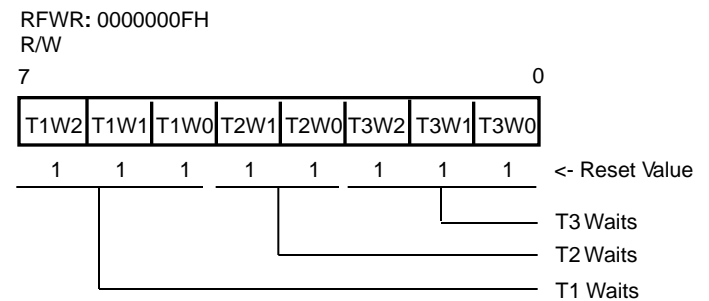 RFWR: 0000000FH
R/W
7 0
T1W2 T1W1 T1W0 T2W1 T2W0 T3W2 T3W1 T3W0
1 1 1 1 1 1 1 1 <- Reset Value
T3 Waits
T2 Waits
T1 Waits